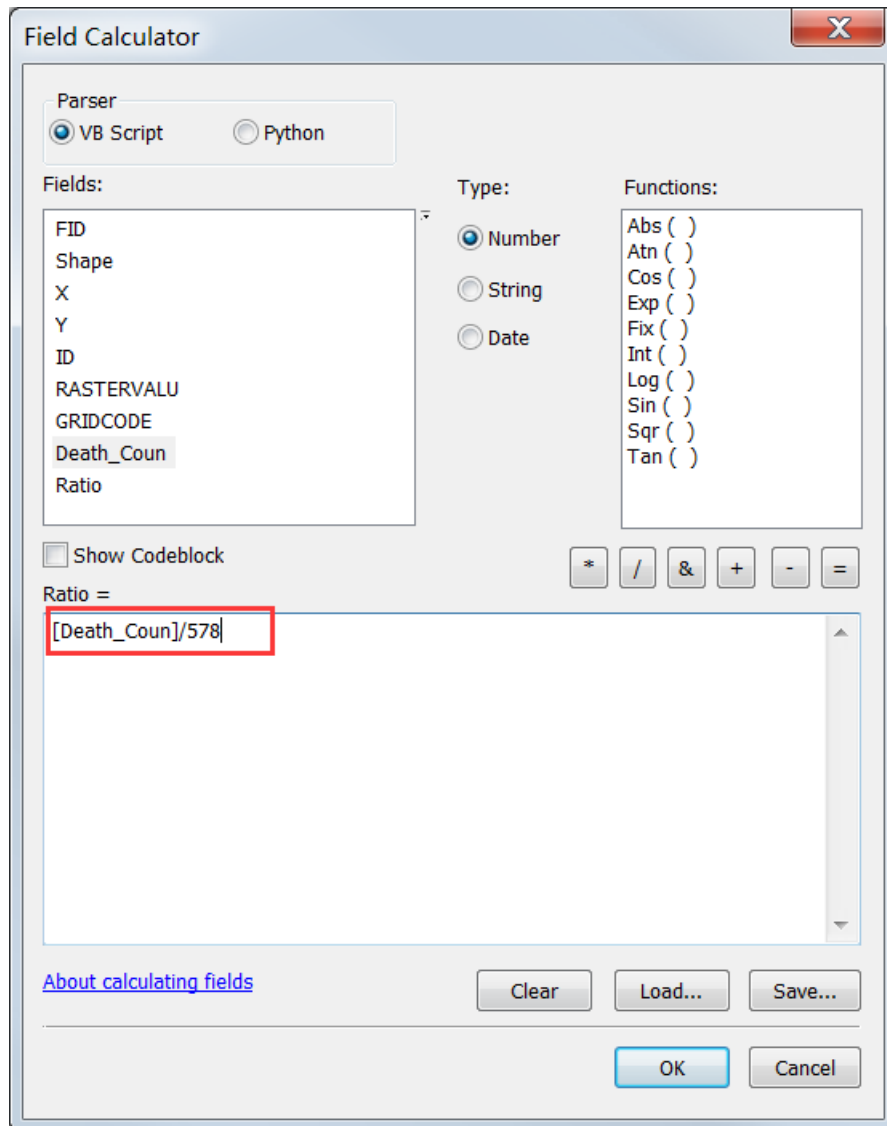 Field Calculator
Parser
VB Script
Python
Fields:
FID
Shape
X
Y
ID
RASTERVALU
GRIDCODE
Death_Coun
Ratio
Type:
Number
String
Date
Functions:
Abs ( )
Atn ( )
Cos ( )
Exp ( )
Fix ( )
Int ( )
Log ( )
Sin ( )
Sqr ( )
Tan ( )
Show Codeblock
* / & + - =
Ratio =
[Death_Coun]/578
About calculating fields
Clear
Load...
Save...
OK
Cancel